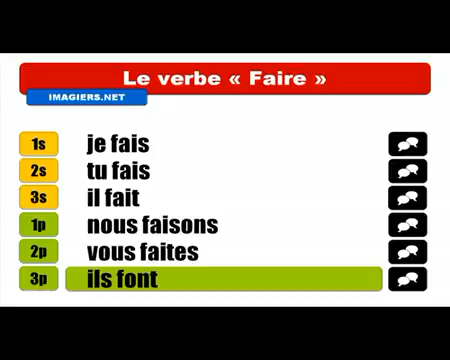 Le verbe « Faire »
IMAGIERS.NET
1s je fais
2s tu fais
3s il fait
1p nous faisons
2p vous faites
3p ils font